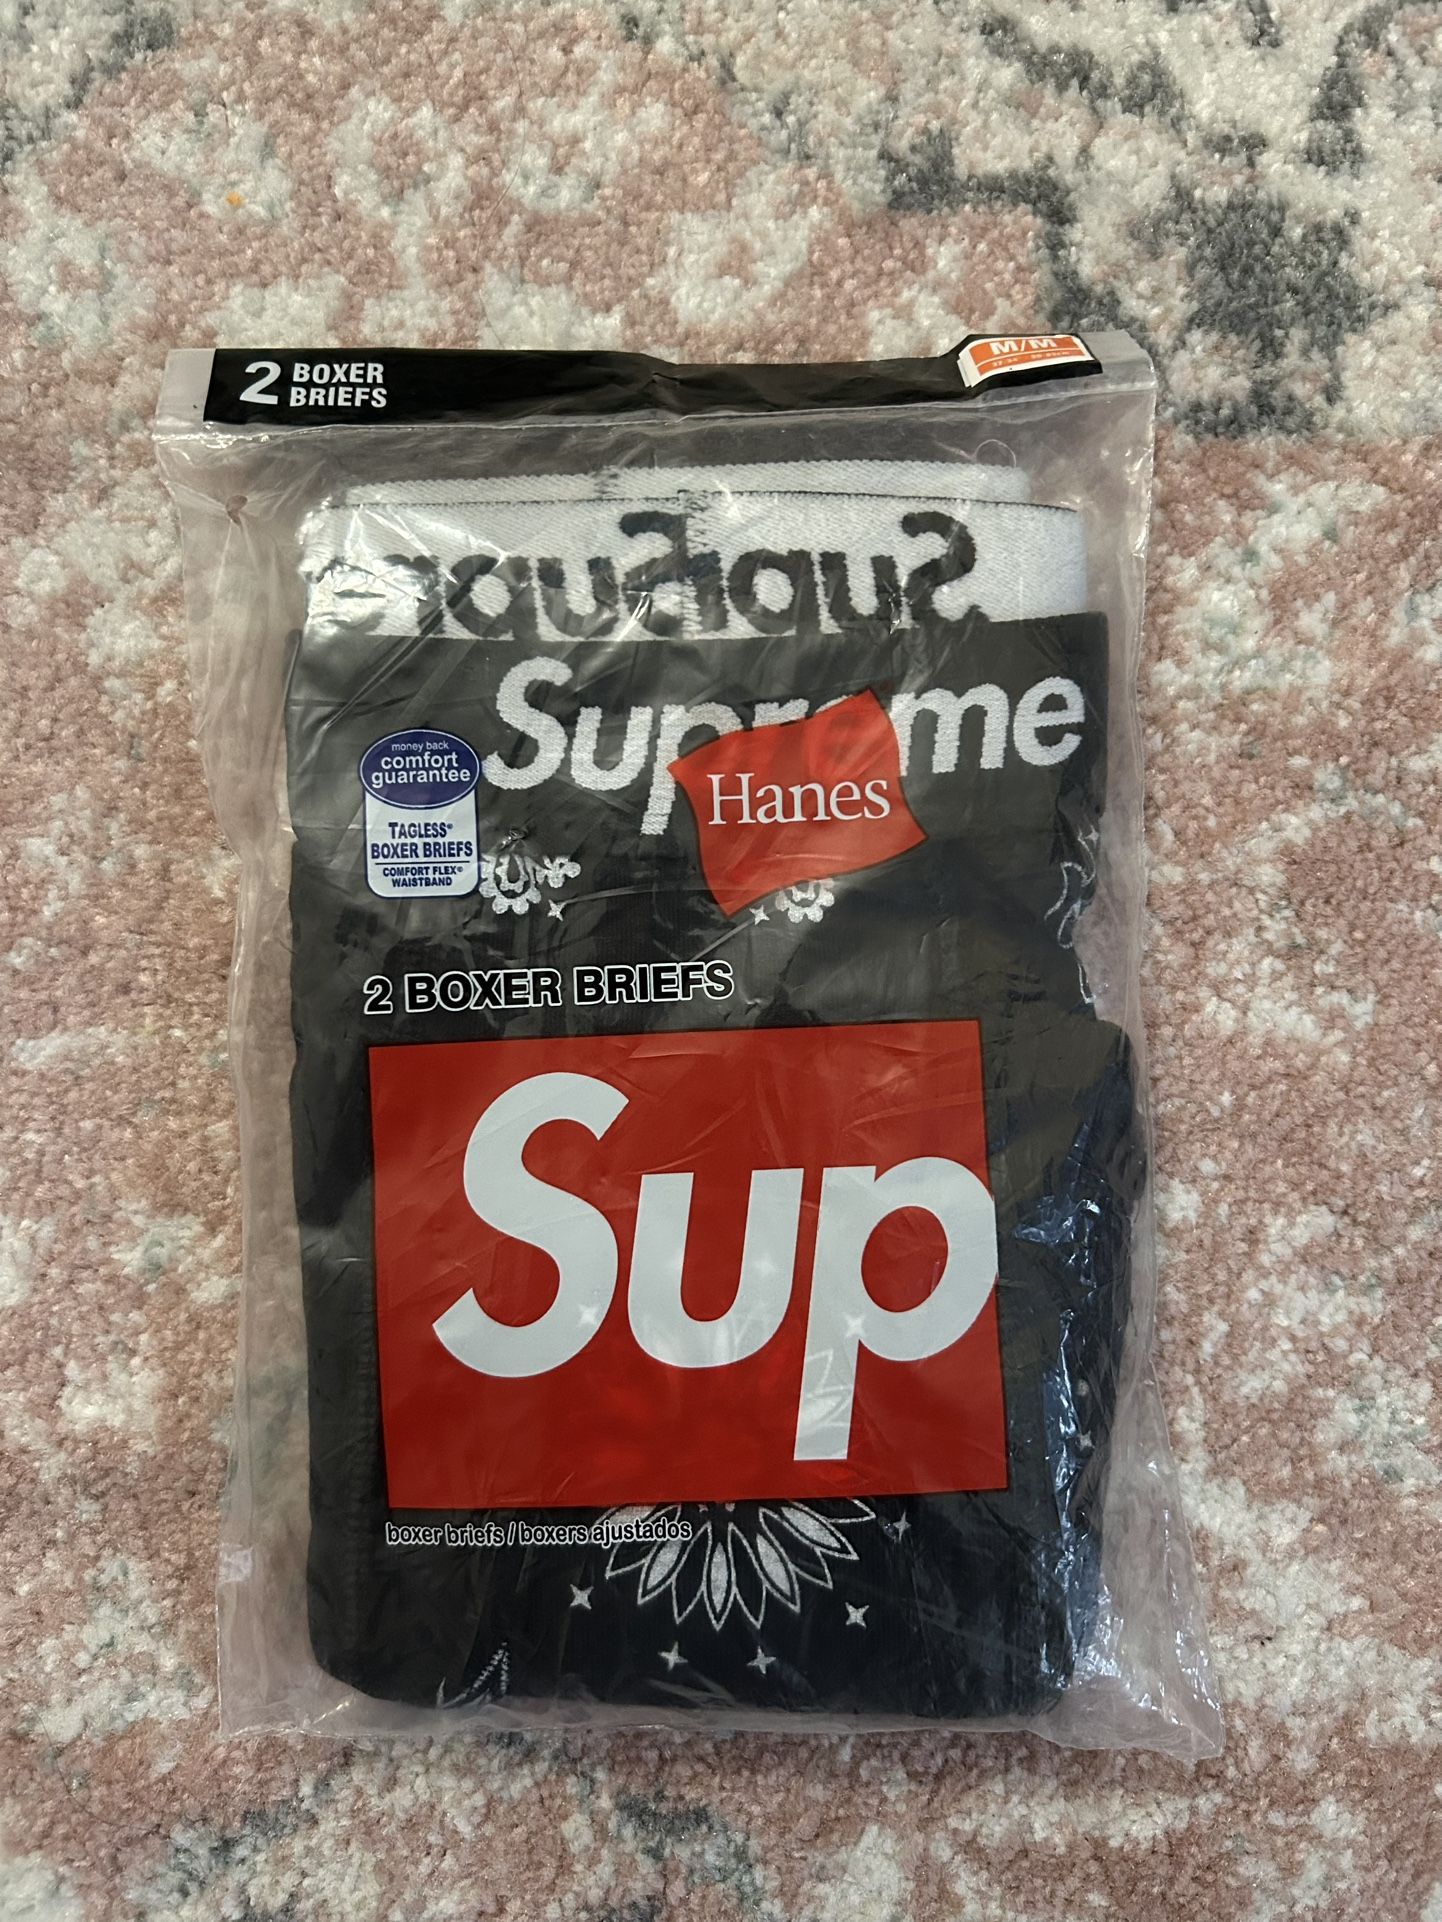 2 BOXER
BRIEFS
M/M
Supreme
Hanes
money back
comfort
guarantee
TAGLESS®
BOXER BRIEFS
COMFORT FLEX®
WAISTBAND
2 BOXER BRIEFS
Sup
boxer briefs / boxers ajustados